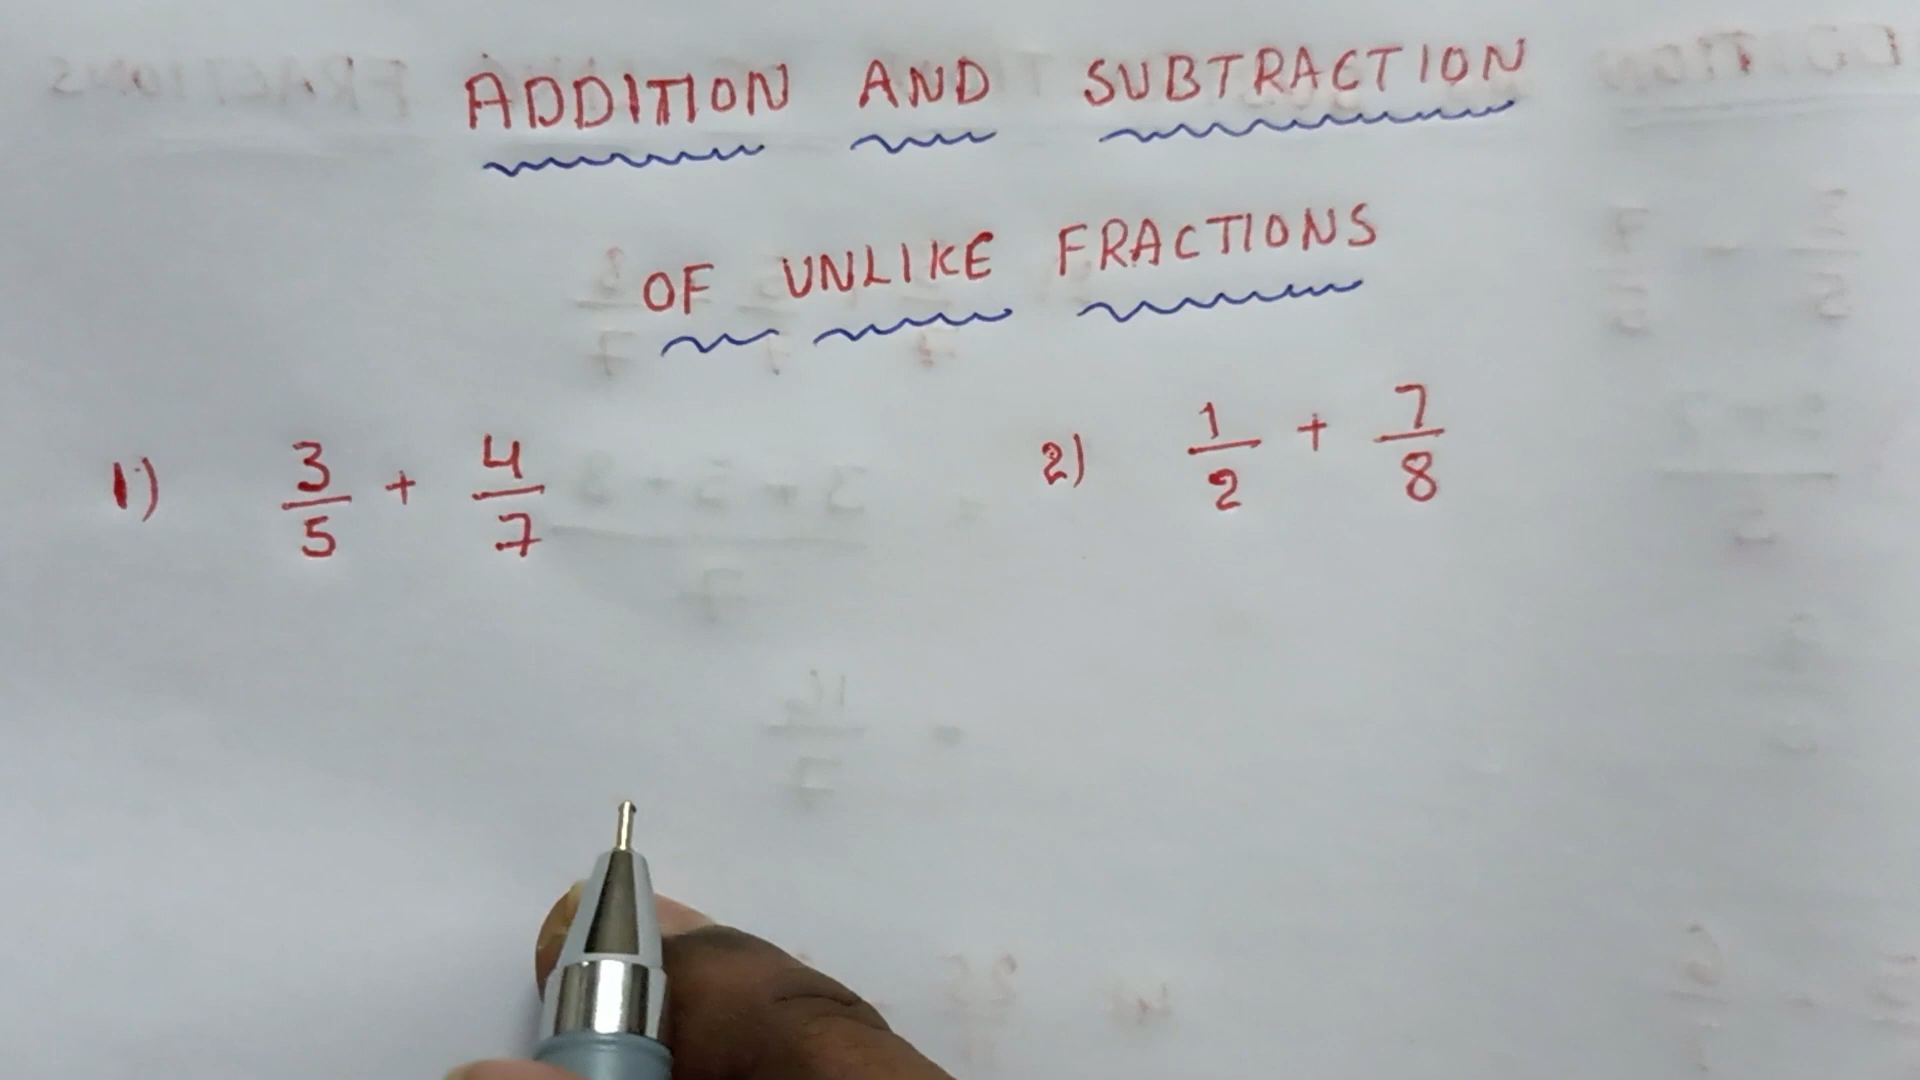 ADDITION AND SUBTRACTION
OF UNLIKE FRACTIONS
1) 3/5 + 4/7
2) 1/2 + 7/8